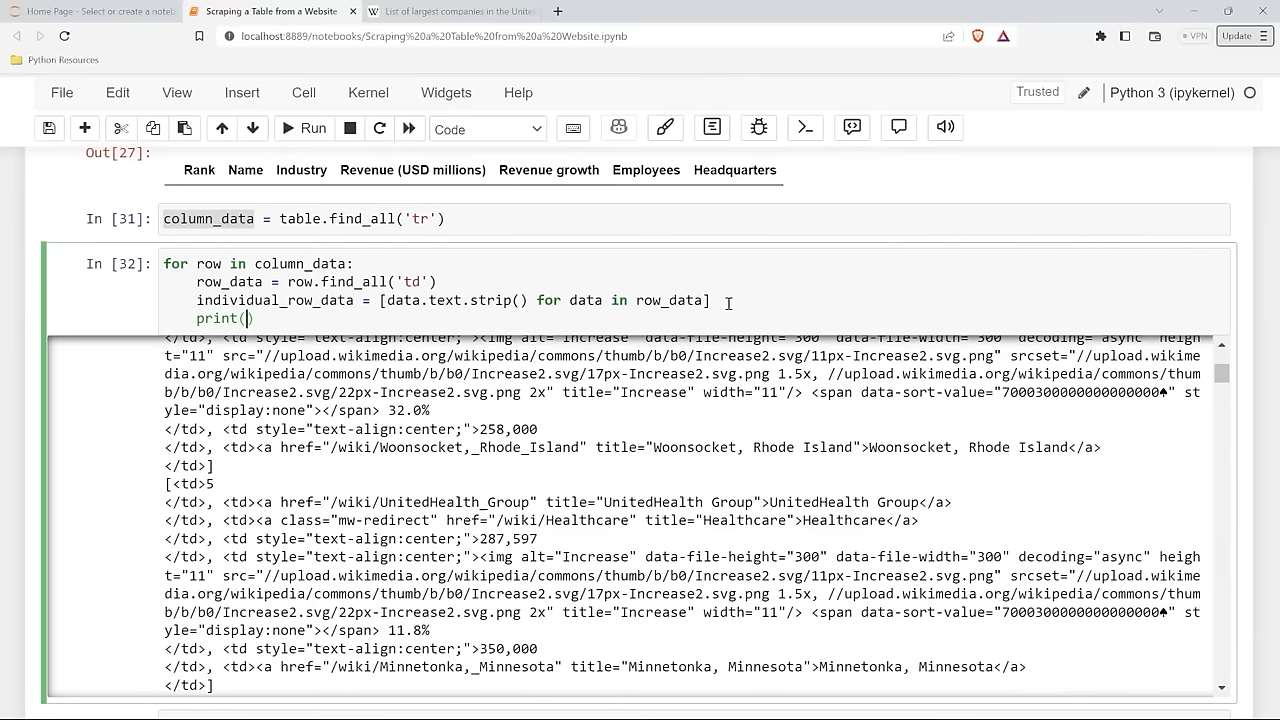 Home Page - Select or create a noteb
Scraping a Table from a Website
List of largest companies in the Unite
localhost:8889/notebooks/Scraping%20a%20Table%20from%20a%20Website.ipynb
VPN
Update
Python Resources
File Edit View Insert Cell Kernel Widgets Help
Trusted
Python 3 (ipykernel)
Run
Code
Out[27]:
Rank Name Industry Revenue (USD millions) Revenue growth Employees Headquarters
In [31]: column_data = table.find_all('tr')
In [32]: for row in column_data:
    row_data = row.find_all('td')
    individual_row_data = [data.text.strip() for data in row_data]
    print()
</td>, <td style="text-align:center;"><img alt="Increase" data-file-height="300" data-file-width="300" decoding="async" heigh
t="11" src="//upload.wikimedia.org/wikipedia/commons/thumb/b/b0/Increase2.svg/11px-Increase2.svg.png" srcset="//upload.wikime
dia.org/wikipedia/commons/thumb/b/b0/Increase2.svg/17px-Increase2.svg.png 1.5x, //upload.wikimedia.org/wikipedia/commons/thum
b/b/b0/Increase2.svg/22px-Increase2.svg.png 2x" title="Increase" width="11"/> <span data-sort-value="7000300000000000000♠" st
yle="display:none"></span> 32.0%
</td>, <td style="text-align:center;">258,000
</td>, <td><a href="/wiki/Woonsocket,_Rhode_Island" title="Woonsocket, Rhode Island">Woonsocket, Rhode Island</a>
</td>]
[<td>5
</td>, <td><a href="/wiki/UnitedHealth_Group" title="UnitedHealth Group">UnitedHealth Group</a>
</td>, <td><a class="mw-redirect" href="/wiki/Healthcare" title="Healthcare">Healthcare</a>
</td>, <td style="text-align:center;">287,597
</td>, <td style="text-align:center;"><img alt="Increase" data-file-height="300" data-file-width="300" decoding="async" heigh
t="11" src="//upload.wikimedia.org/wikipedia/commons/thumb/b/b0/Increase2.svg/11px-Increase2.svg.png" srcset="//upload.wikime
dia.org/wikipedia/commons/thumb/b/b0/Increase2.svg/17px-Increase2.svg.png 1.5x, //upload.wikimedia.org/wikipedia/commons/thum
b/b/b0/Increase2.svg/22px-Increase2.svg.png 2x" title="Increase" width="11"/> <span data-sort-value="7000300000000000000♠" st
yle="display:none"></span> 11.8%
</td>, <td style="text-align:center;">350,000
</td>, <td><a href="/wiki/Minnetonka,_Minnesota" title="Minnetonka, Minnesota">Minnetonka, Minnesota</a>
</td>]